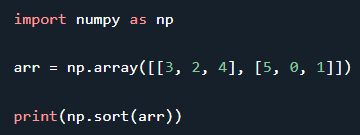 import numpy as np
arr = np.array([[3, 2, 4], [5, 0, 1]])
print(np.sort(arr))